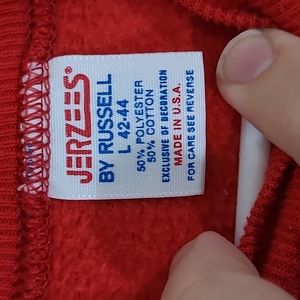 JERZEES®
BY RUSSELL
L 42-44
50% POLYESTER
50% COTTON
EXCLUSIVE OF DECORATION
MADE IN U.S.A.
FOR CARE SEE REVERSE